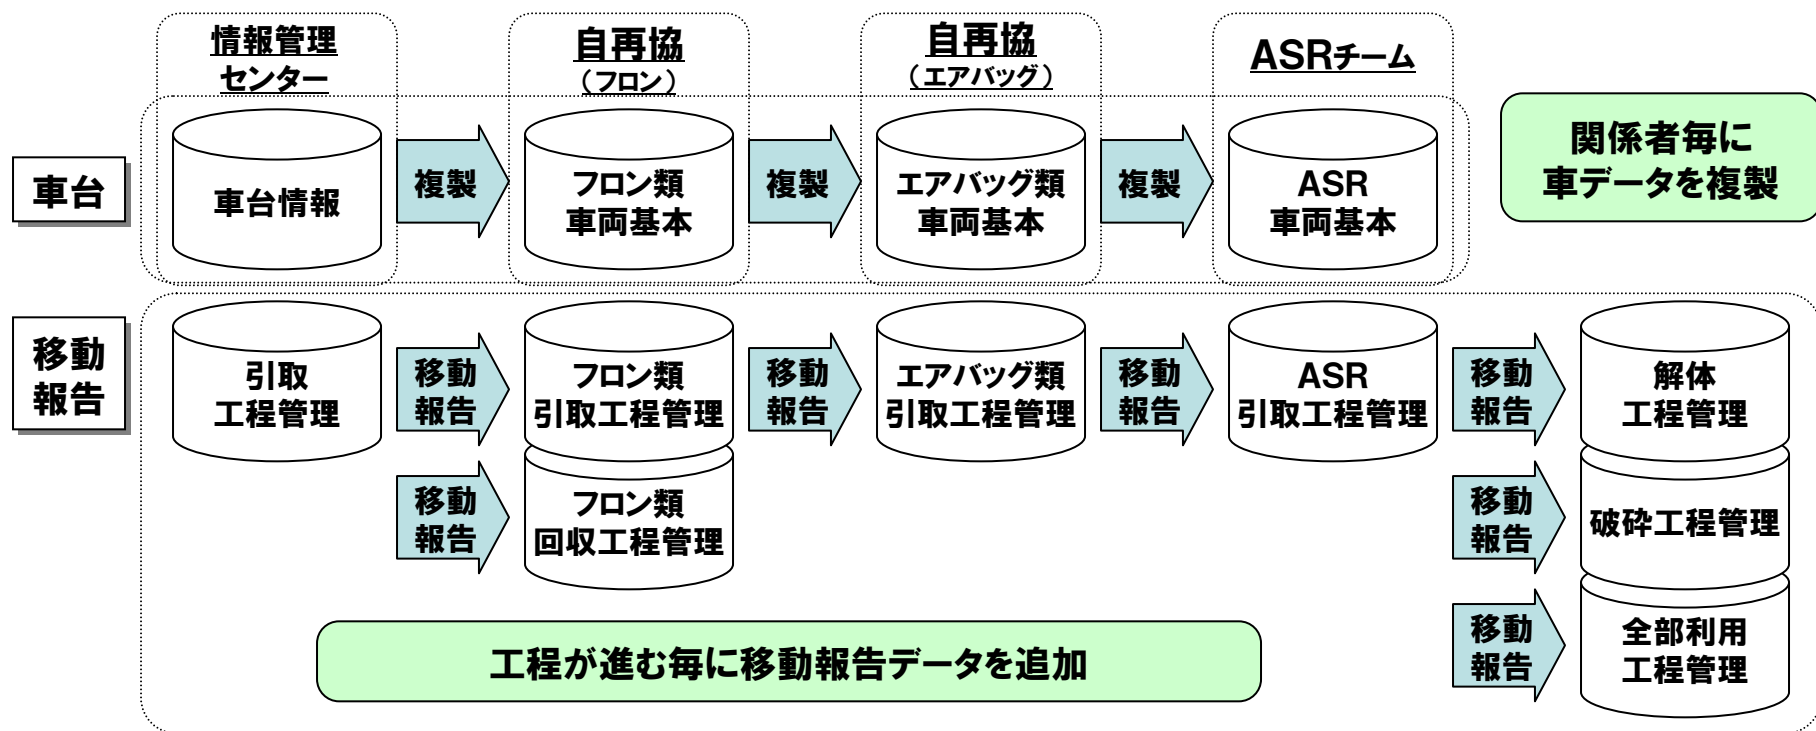 情報管理
センター
自再協
（フロン）
自再協
（エアバッグ）
ASRチーム
車台
車台情報
複製
フロン類
車両基本
複製
エアバッグ類
車両基本
複製
ASR
車両基本
関係者毎に
車データを複製
移動
報告
引取
工程管理
移動
報告
フロン類
引取工程管理
移動
報告
エアバッグ類
引取工程管理
移動
報告
ASR
引取工程管理
移動
報告
解体
工程管理
移動
報告
フロン類
回収工程管理
移動
報告
破砕工程管理
移動
報告
全部利用
工程管理
工程が進む毎に移動報告データを追加